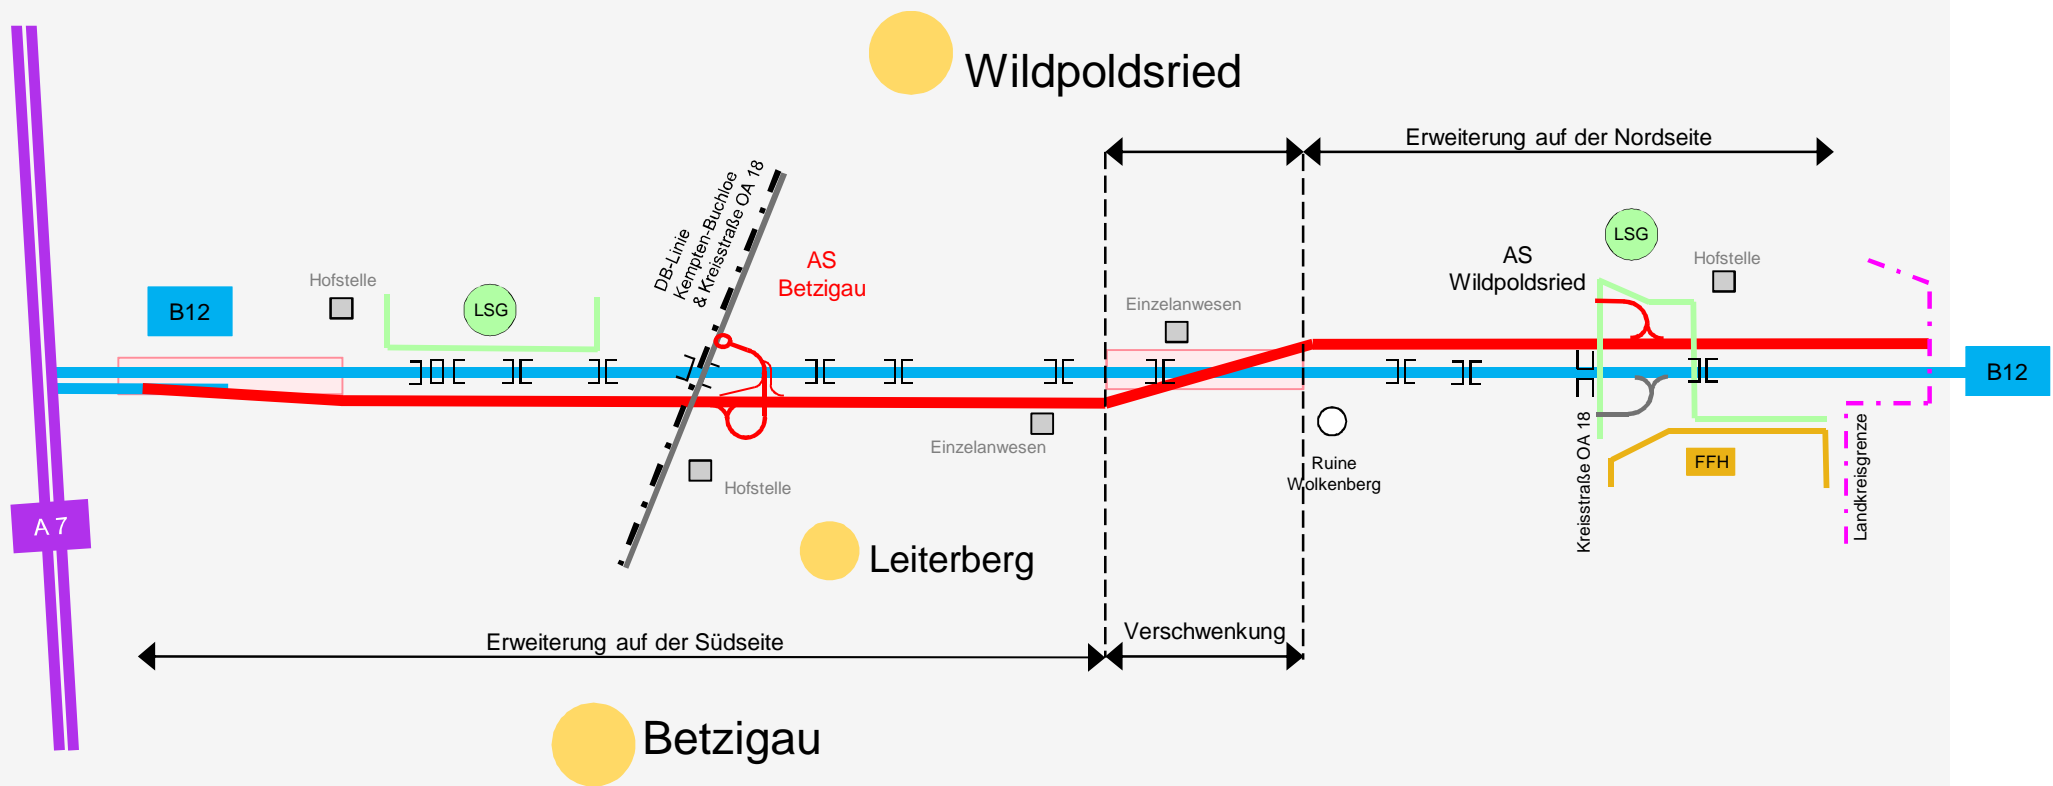 Wildpoldsried
Erweiterung auf der Nordseite
DB-Linie
Kempten-Buchloe
& Kreisstraße OA 18
LSG
AS
Betzigau
AS
Wildpoldsried
Hofstelle
Hofstelle
LSG
B12
Einzelanwesen
B12
Einzelanwesen
Ruine
Wolkenberg
Kreisstraße OA 18
FFH
Landkreisgrenze
Hofstelle
A 7
Leiterberg
Erweiterung auf der Südseite
Verschwenkung
Betzigau